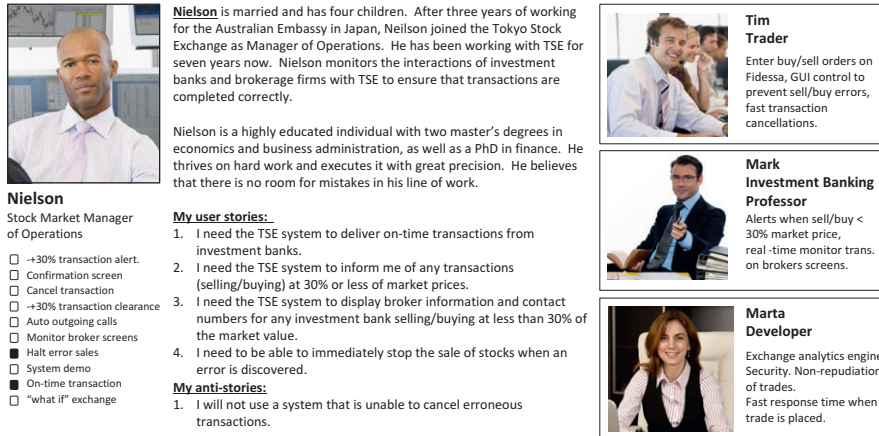 Nielson is married and has four children. After three years of working
for the Australian Embassy in Japan, Neilson joined the Tokyo Stock
Exchange as Manager of Operations. He has been working with TSE for
seven years now. Nielson monitors the interactions of investment
banks and brokerage firms with TSE to ensure that transactions are
completed correctly.
Nielson is a highly educated individual with two master's degrees in
economics and business administration, as well as a PhD in finance. He
thrives on hard work and executes it with great precision. He believes
that there is no room for mistakes in his line of work.
Nielson
Stock Market Manager
of Operations
-+30% transaction alert.
Confirmation screen
Cancel transaction
-+30% transaction clearance
Auto outgoing calls
Monitor broker screens
Halt error sales
System demo
On-time transaction
"what if" exchange
My user stories:
1. I need the TSE system to deliver on-time transactions from
investment banks.
2. I need the TSE system to inform me of any transactions
(selling/buying) at 30% or less of market prices.
3. I need the TSE system to display broker information and contact
numbers for any investment bank selling/buying at less than 30% of
the market value.
4. I need to be able to immediately stop the sale of stocks when an
error is discovered.
My anti-stories:
1. I will not use a system that is unable to cancel erroneous
transactions.
Tim
Trader
Enter buy/sell orders on
Fidessa, GUI control to
prevent sell/buy errors,
fast transaction
cancellations.
Mark
Investment Banking
Professor
Alerts when sell/buy <
30% market price,
real -time monitor trans.
on brokers screens.
Marta
Developer
Exchange analytics engine
Security. Non-repudiation
of trades.
Fast response time when
trade is placed.